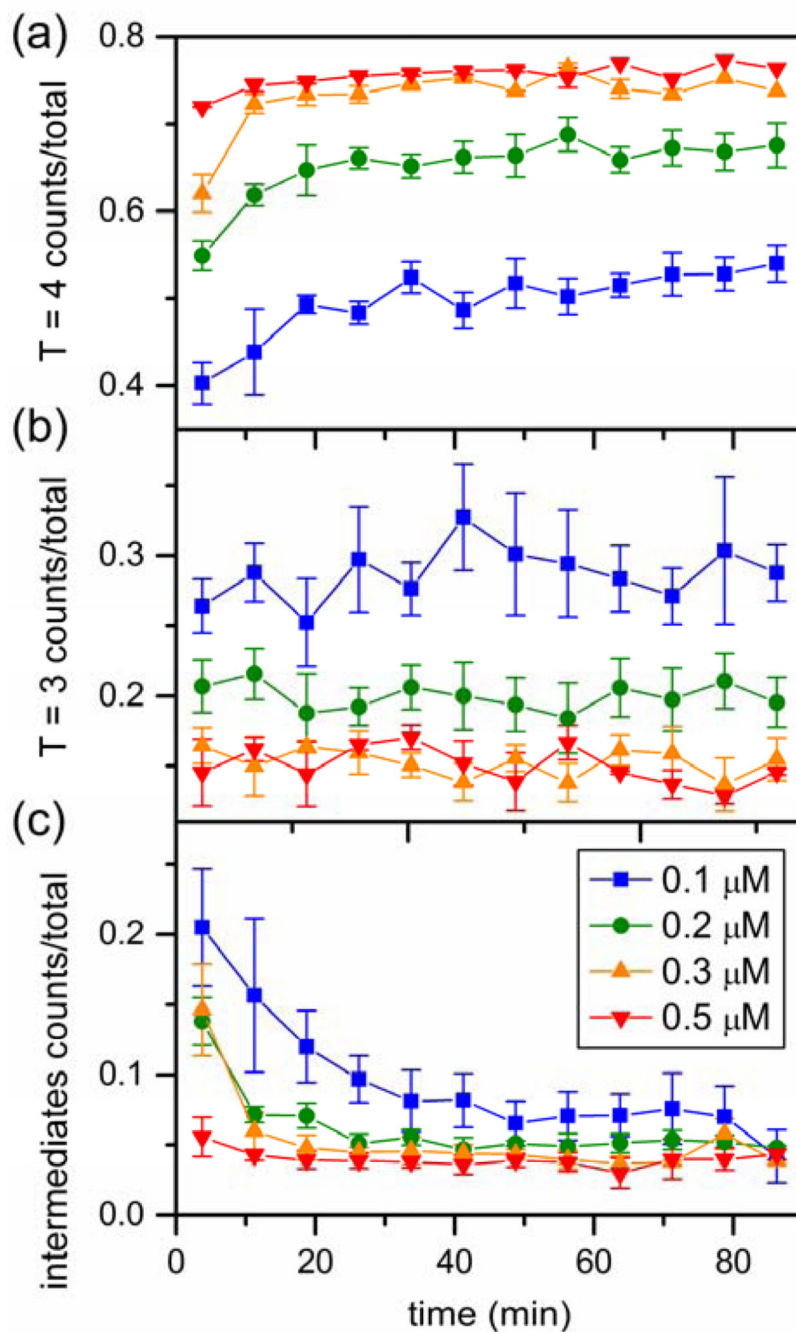 (a)
T = 4 counts/total
0.8
0.6
0.4
(b)
T = 3 counts/total
0.3
0.2
(c)
intermediates counts/total
0.2
0.1
0.0
0.1 μM
0.2 μM
0.3 μM
0.5 μM
0 20 40 60 80
time (min)